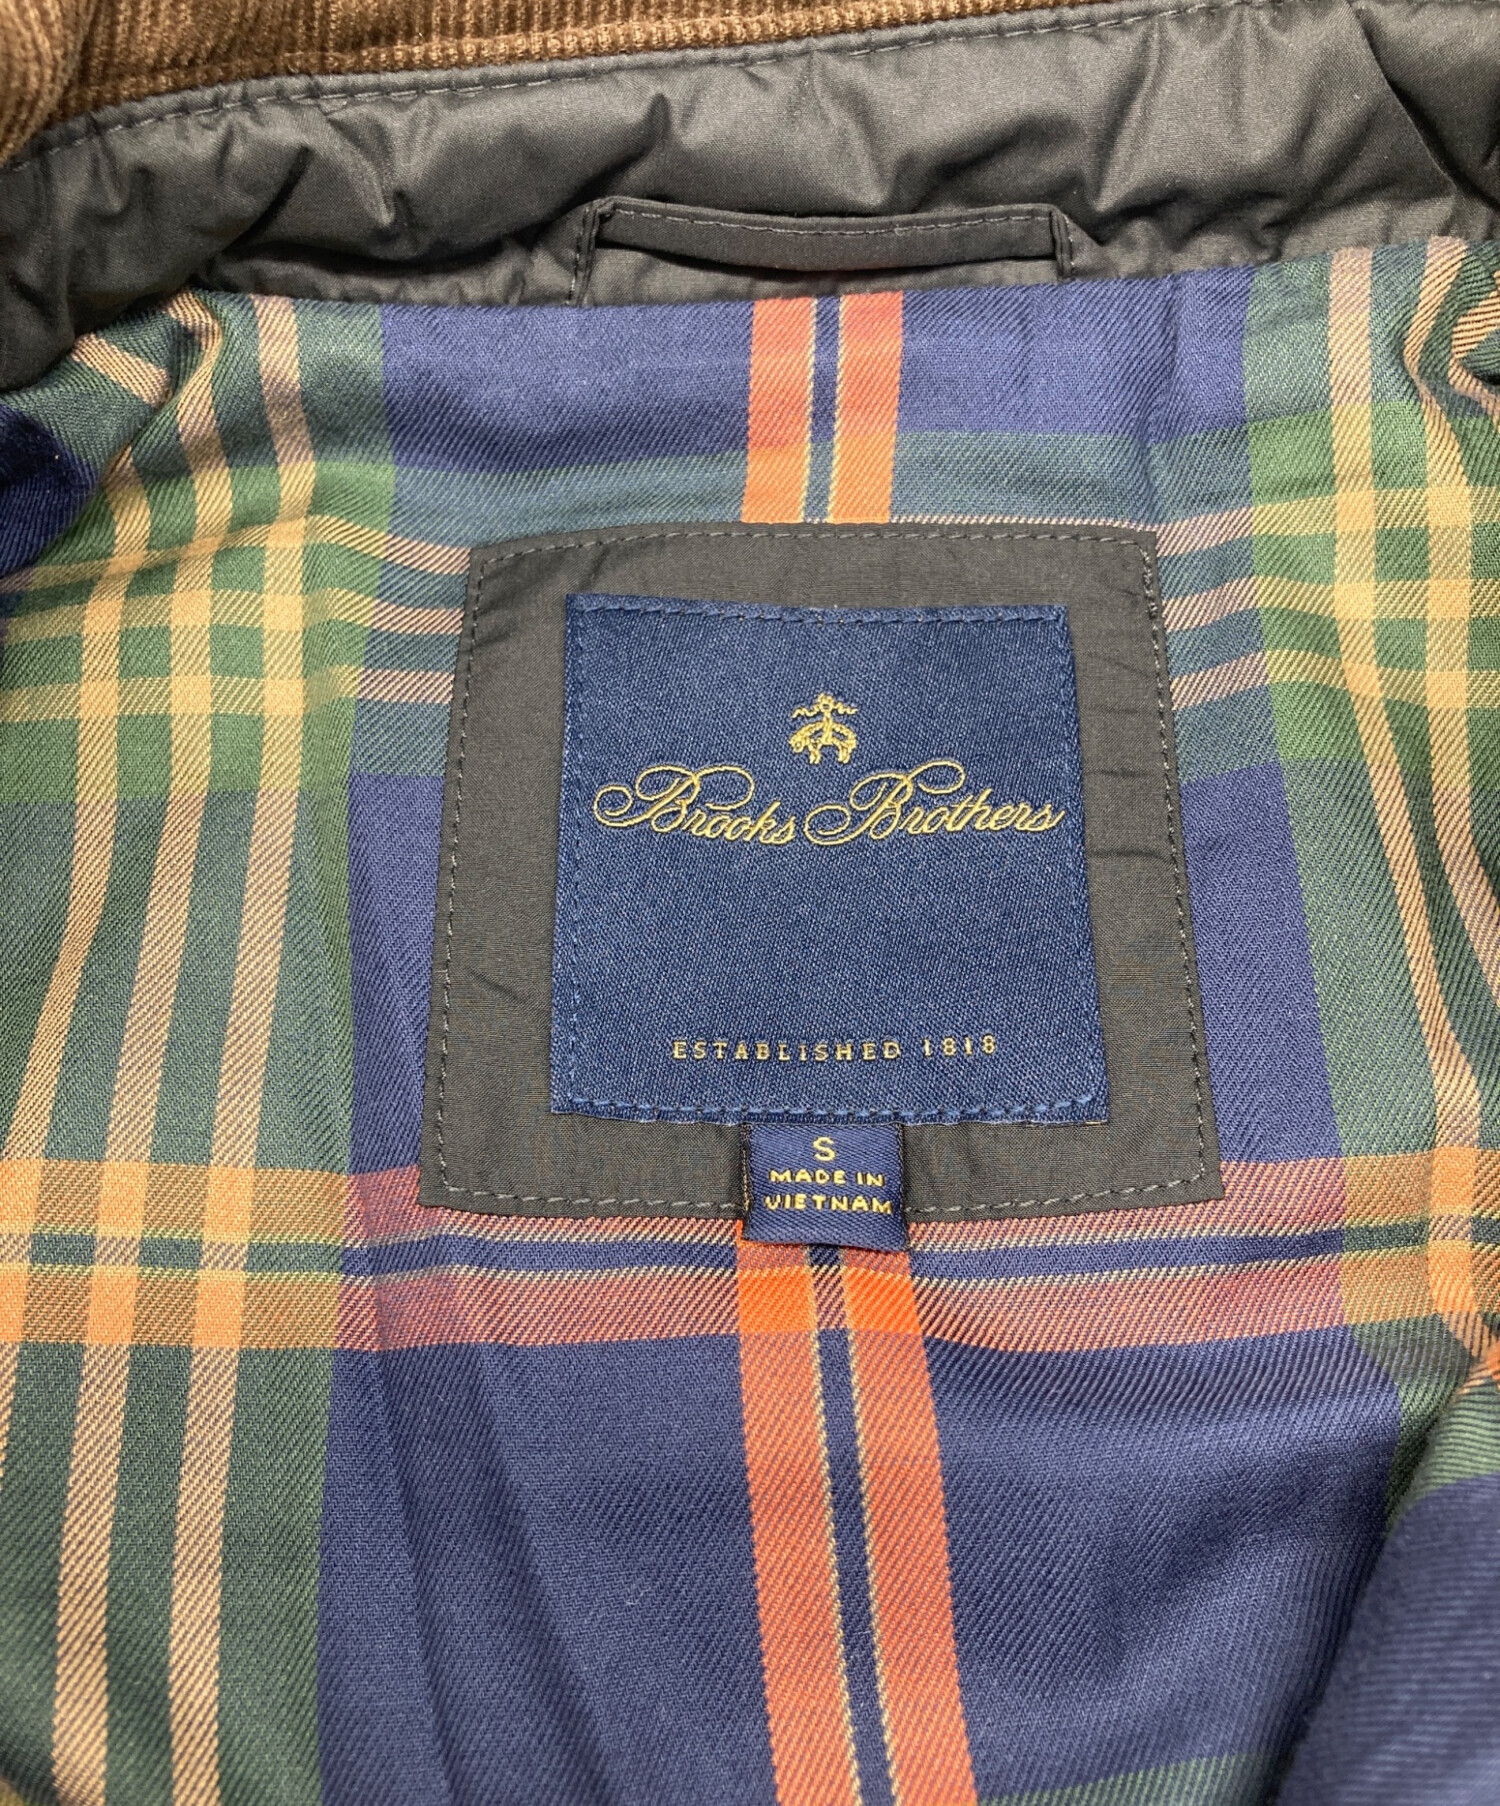 Brooks Brothers
ESTABLISHED 1818
S
MADE IN
VIETNAM